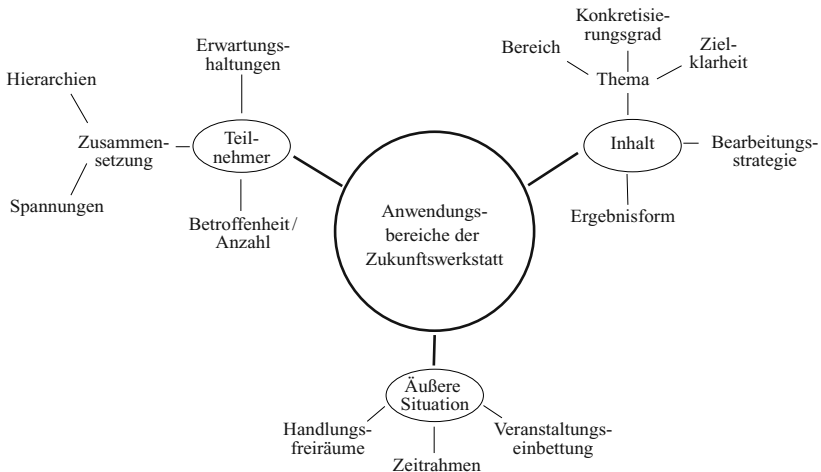 Erwartungs-
haltungen
Hierarchien
Zusammen-
setzung
Teil-
nehmer
Spannungen
Betroffenheit/
Anzahl
Anwendungs-
bereiche der
Zukunftswerkstatt
Konkretisie-
rungsgrad
Bereich
Ziel-
klarheit
Thema
Inhalt
Bearbeitungs-
strategie
Ergebnisform
Äußere
Situation
Handlungs-
freiräume
Zeitrahmen
Veranstaltungs-
einbettung